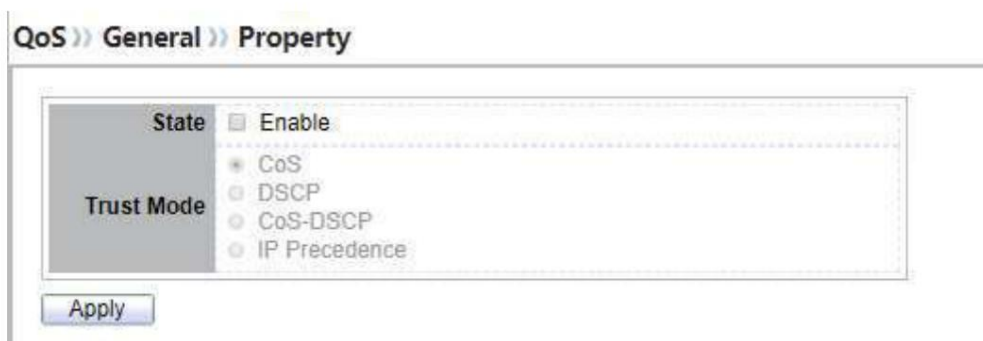 QoS》 General 》 Property
State Enable
Trust Mode
CoS
DSCP
CoS-DSCP
IP Precedence
Apply